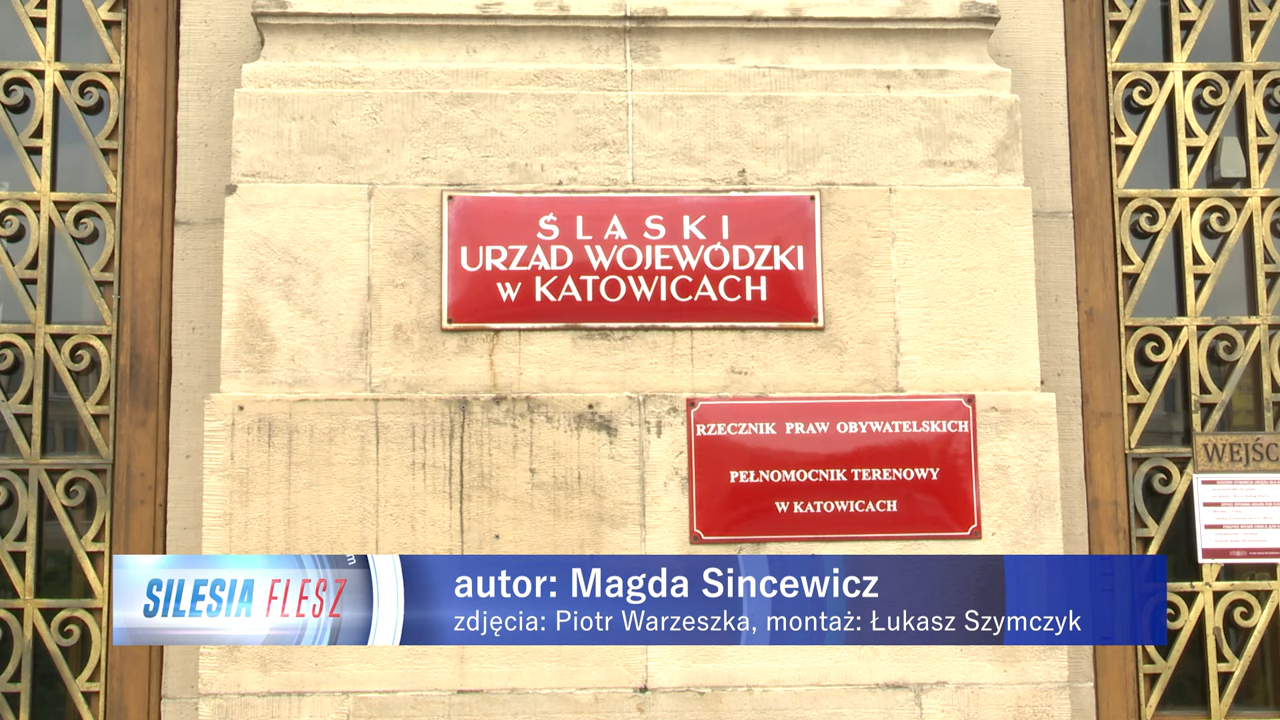 ŚLĄSKI
URZĄD WOJEWÓDZKI
W KATOWICACH
RZECZNIK PRAW OBYWATELSKICH
PEŁNOMOCNIK TERENOWY
W KATOWICACH
WEJŚC
SILESIA FLESZ
autor: Magda Sincewicz
zdjęcia: Piotr Warzeszka, montaż: Łukasz Szymczyk